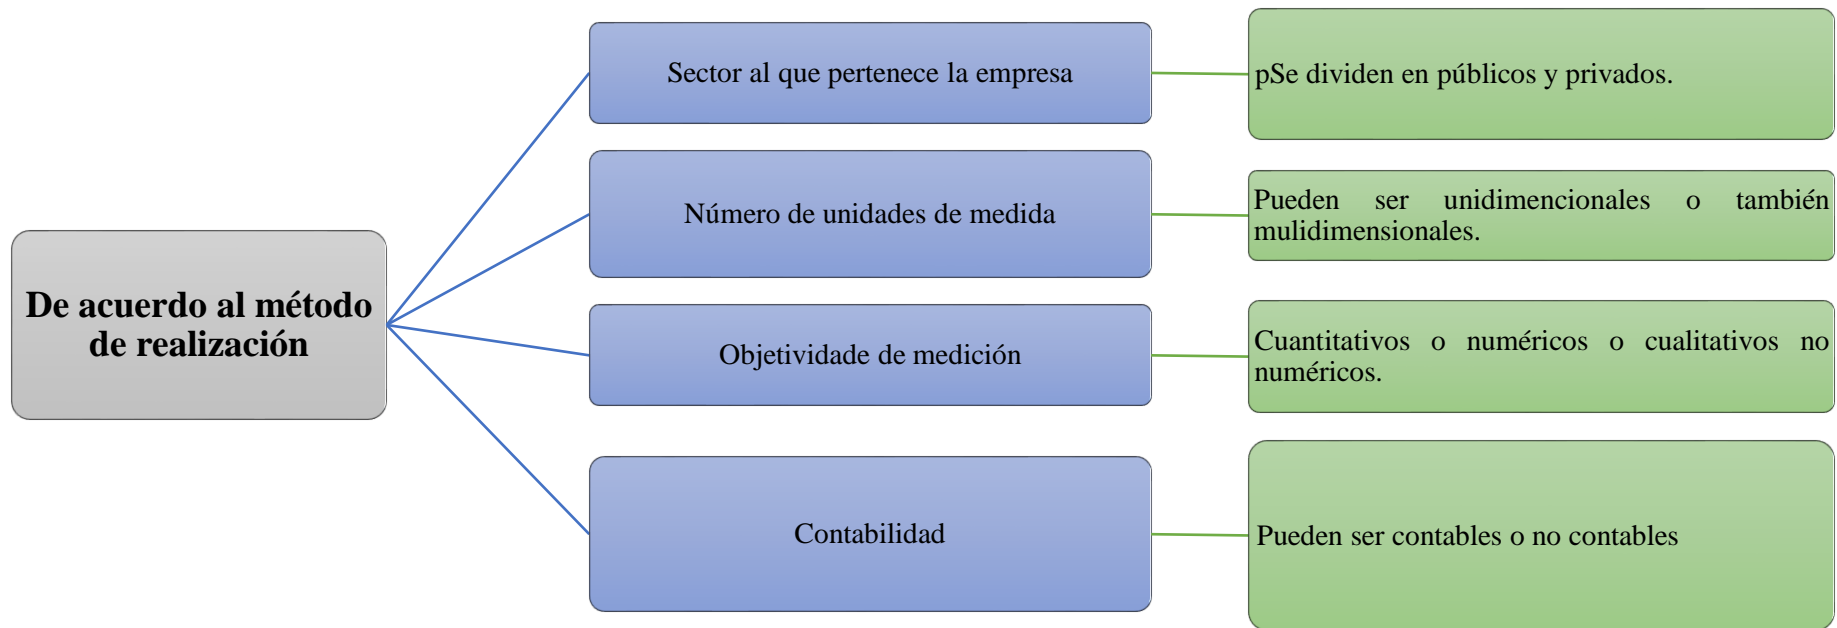 De acuerdo al método
de realización
Sector al que pertenece la empresa
pSe dividen en públicos y privados.
Número de unidades de medida
Pueden ser unidimencionales o también
mulidimensionales.
Objetividade de medición
Cuantitativos o numéricos o cualitativos no
numéricos.
Contabilidad
Pueden ser contables o no contables